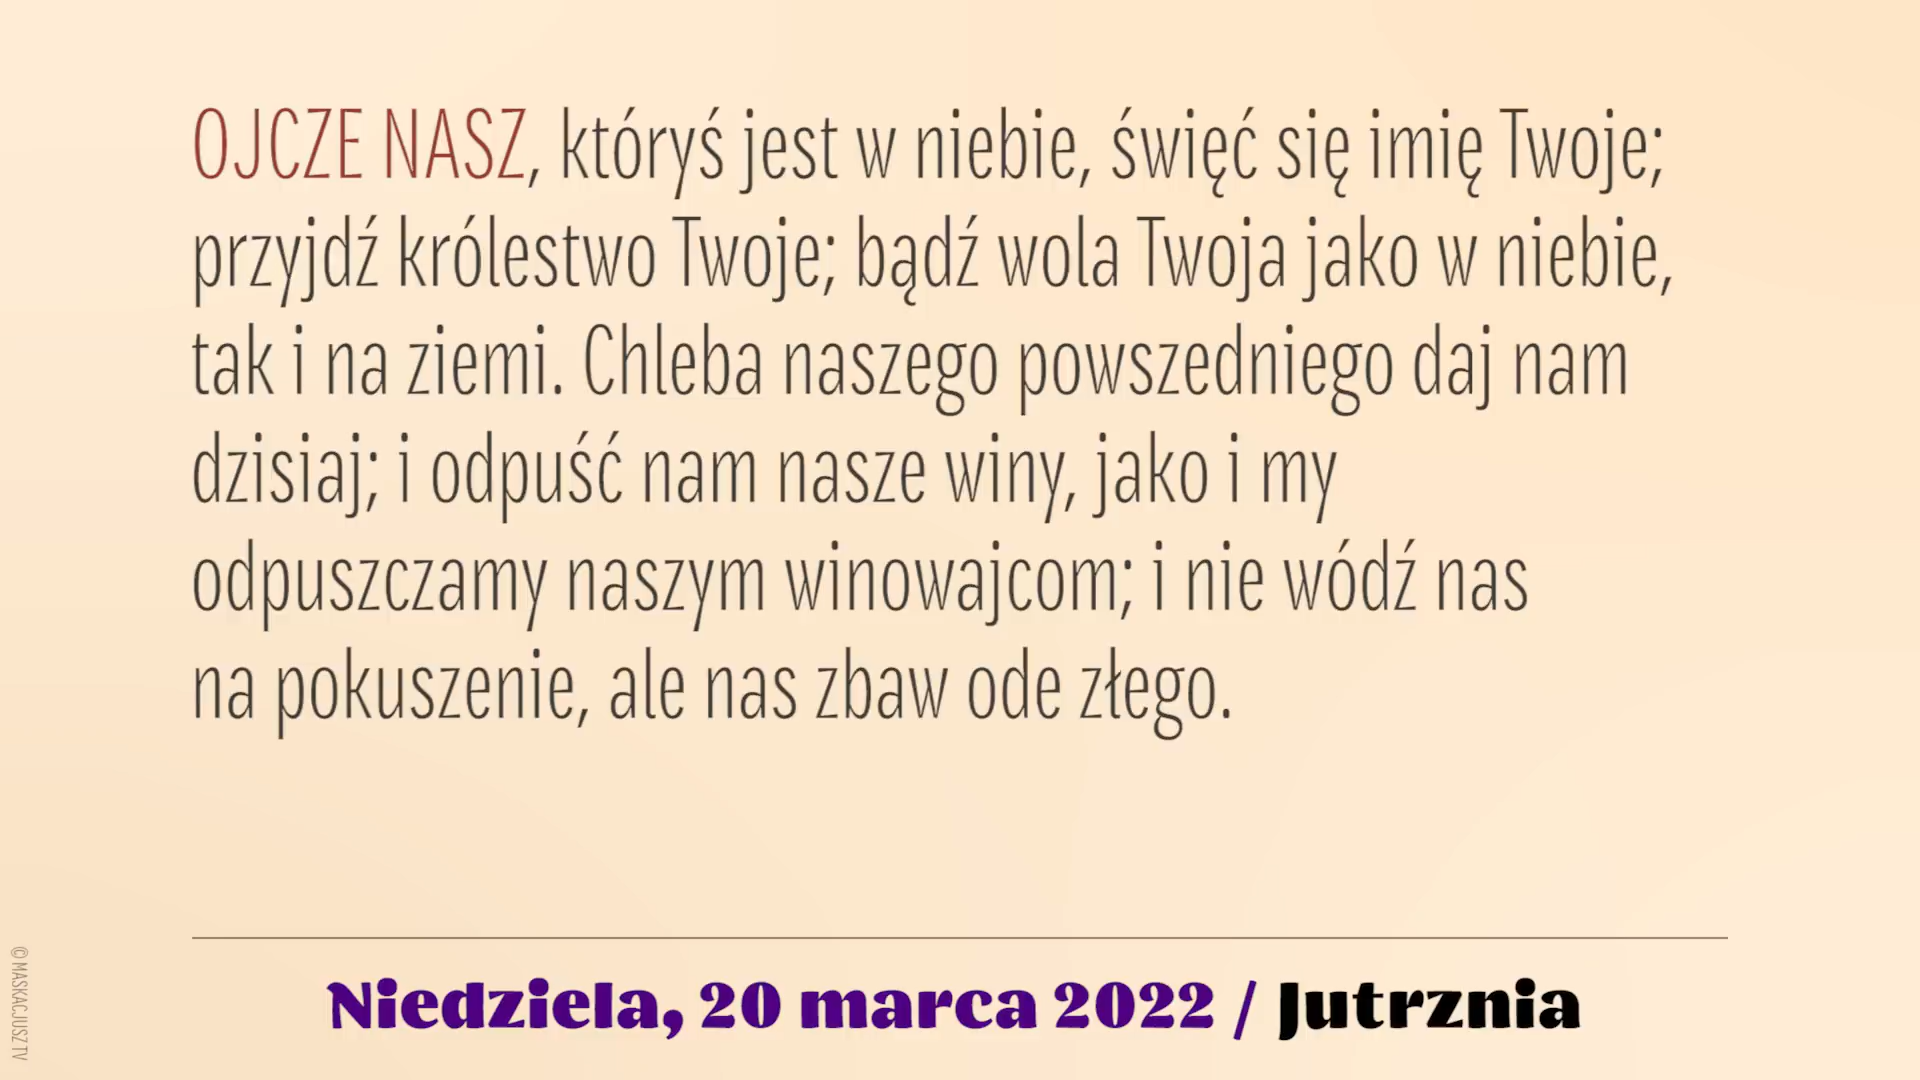 OJCZE NASZ, któryś jest w niebie, święć się imię Twoje;
przyjdź królestwo Twoje; bądź wola Twoja jako w niebie,
tak i na ziemi. Chleba naszego powszedniego daj nam
dzisiaj; i odpuść nam nasze winy, jako i my
odpuszczamy naszym winowajcom; i nie wódź nas
na pokuszenie, ale nas zbaw ode złego.
Niedziela, 20 marca 2022 / Jutrznia
© MASKACJUSZ TV